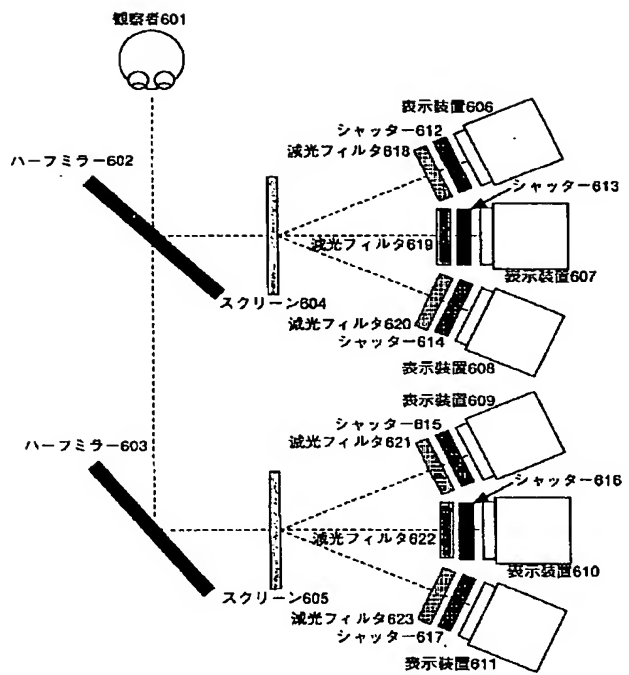 観察者601
表示装置606
シャッター612
減光フィルタ618
ハーフミラー602
シャッター613
減光フィルタ619
表示装置607
スクリーン604
減光フィルタ620
シャッター614
表示装置608
表示装置609
シャッター615
減光フィルタ621
ハーフミラー603
シャッター616
減光フィルタ622
表示装置610
スクリーン605
減光フィルタ623
シャッター617
表示装置611